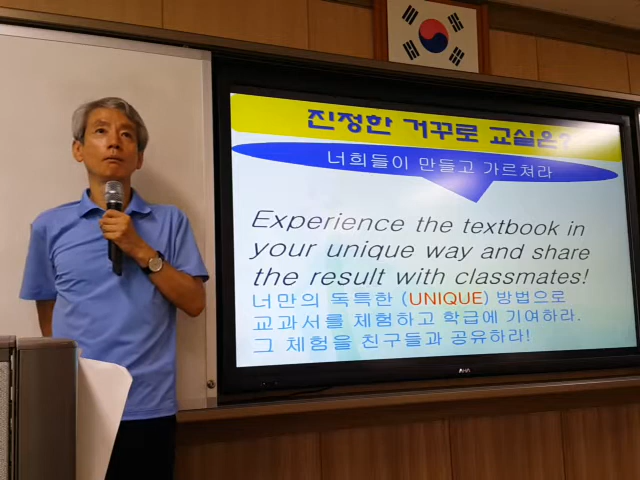 진정한 거꾸로 교실은?
너희들이 만들고 가르쳐라
Experience the textbook in
your unique way and share
the result with classmates!
너만의 독특한 (UNIQUE) 방법으로
교과서를 체험하고 학급에 기여하라.
그 체험을 친구들과 공유하라!
AHA